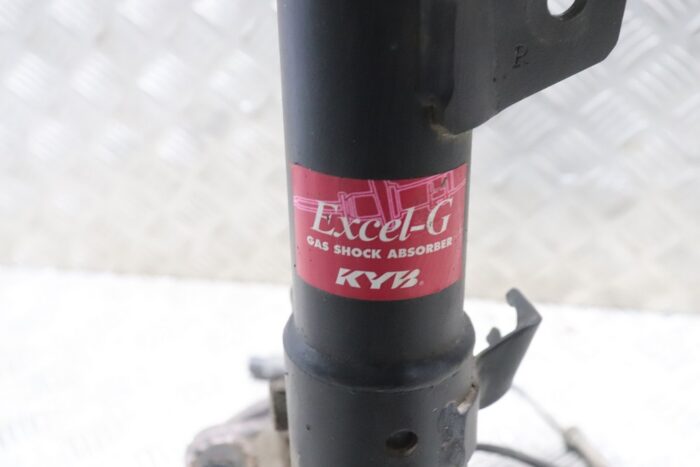 R
Excel-G
GAS SHOCK ABSORBER
KYB®